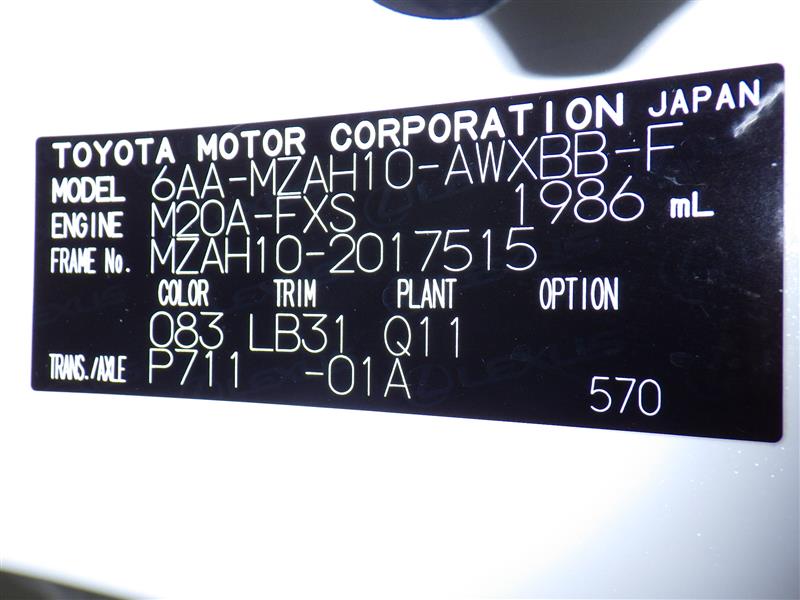 TOYOTA MOTOR CORPORATION JAPAN
MODEL 6AA-MZAH10-AWXBB-F
ENGINE M20A-FXS 1986 mL
FRAME No. MZAH10-2017515
COLOR TRIM PLANT OPTION
083 LB31 Q11
TRANS./AXLE P711 -01A
570
LEXUS